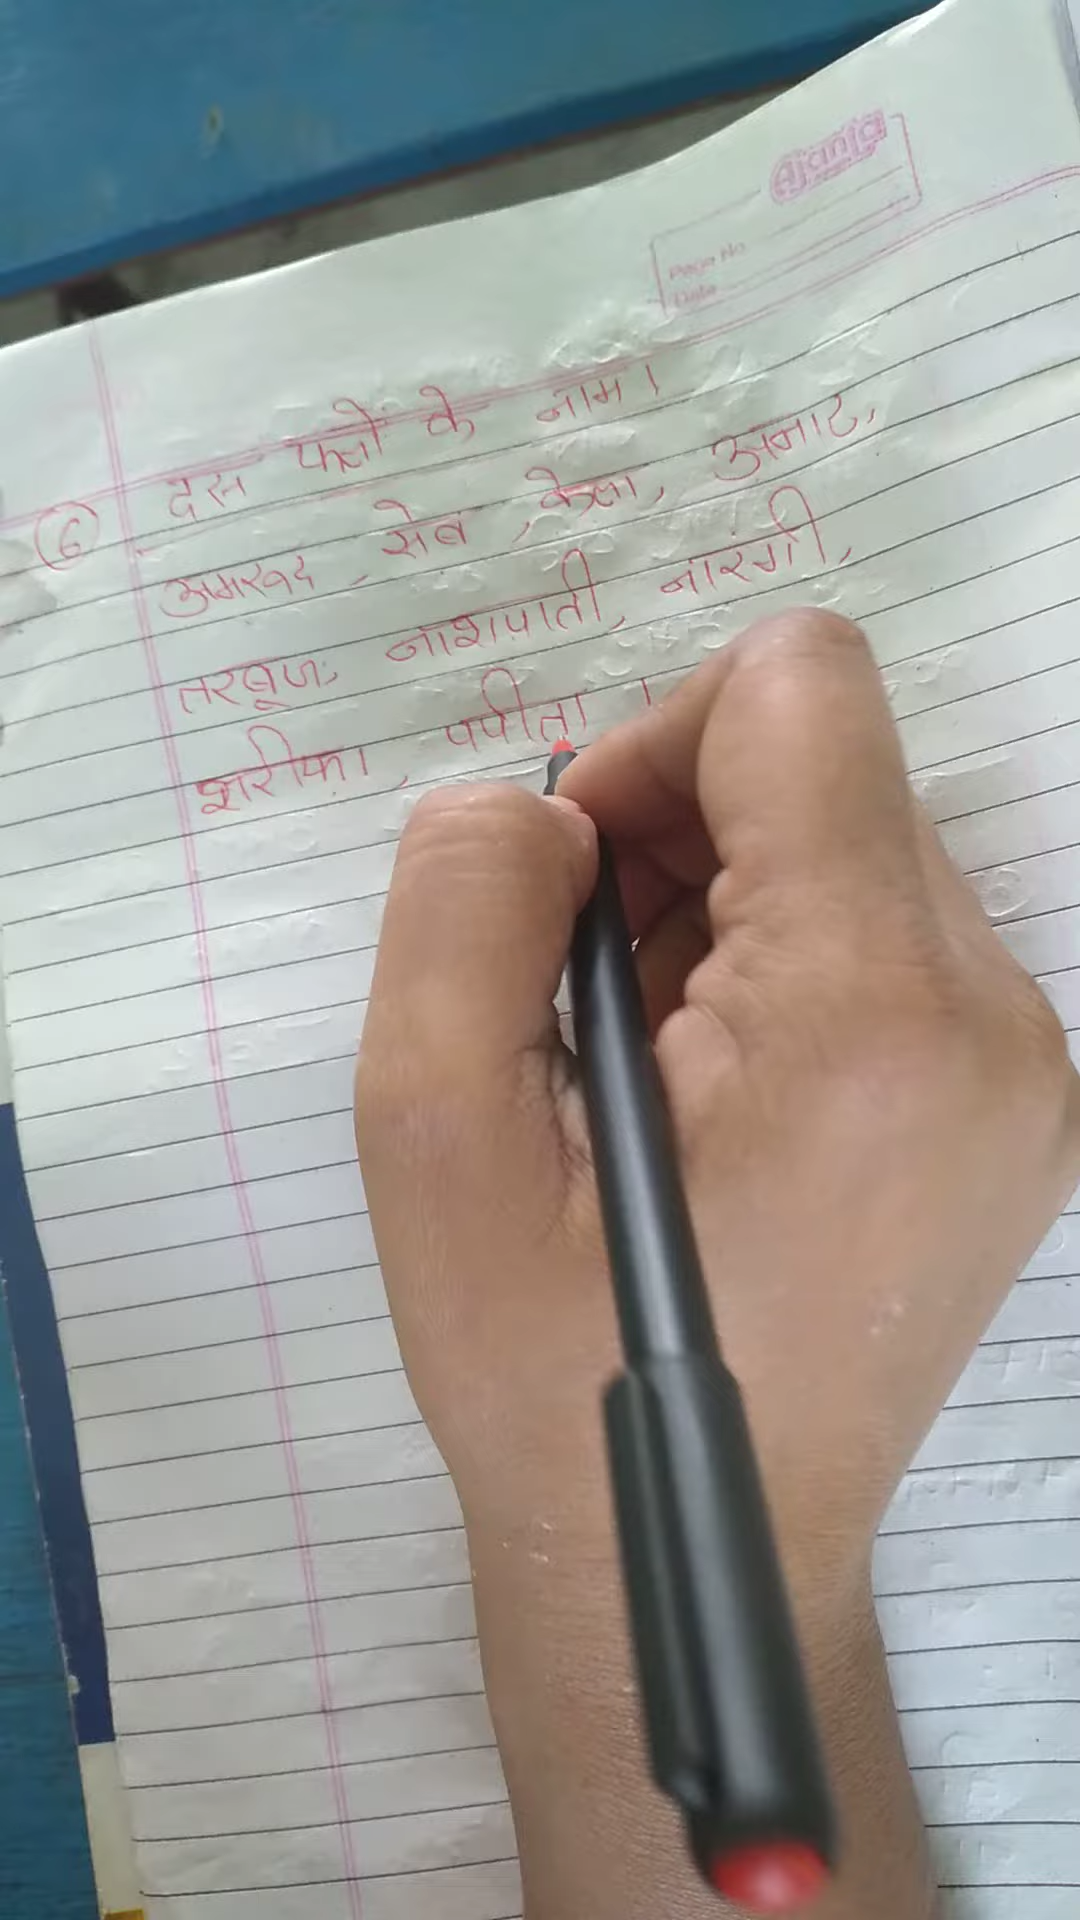 Ajanta
Page No
Date
दस फलों के नाम।
⑥
अमरूद, सेब, केला, अनार,
तरबूज, नाशपाती, नारंगी,
शरीफा, पपीता ।